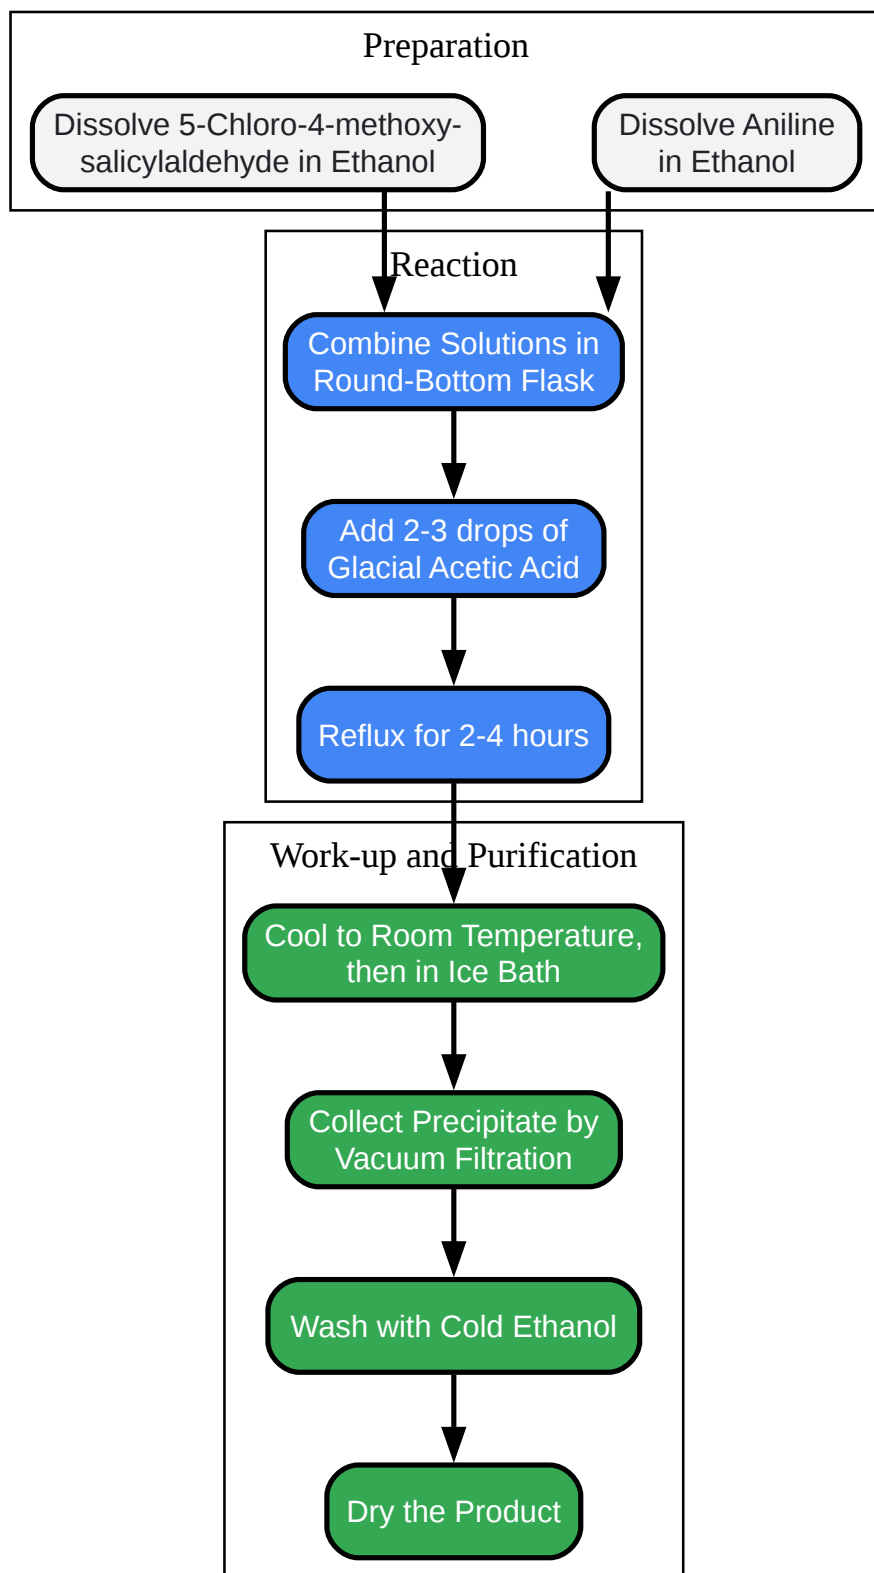 Preparation
Dissolve 5-Chloro-4-methoxy-
salicylaldehyde in Ethanol
Dissolve Aniline
in Ethanol
Reaction
Combine Solutions in
Round-Bottom Flask
Add 2-3 drops of
Glacial Acetic Acid
Reflux for 2-4 hours
Work-up and Purification
Cool to Room Temperature,
then in Ice Bath
Collect Precipitate by
Vacuum Filtration
Wash with Cold Ethanol
Dry the Product